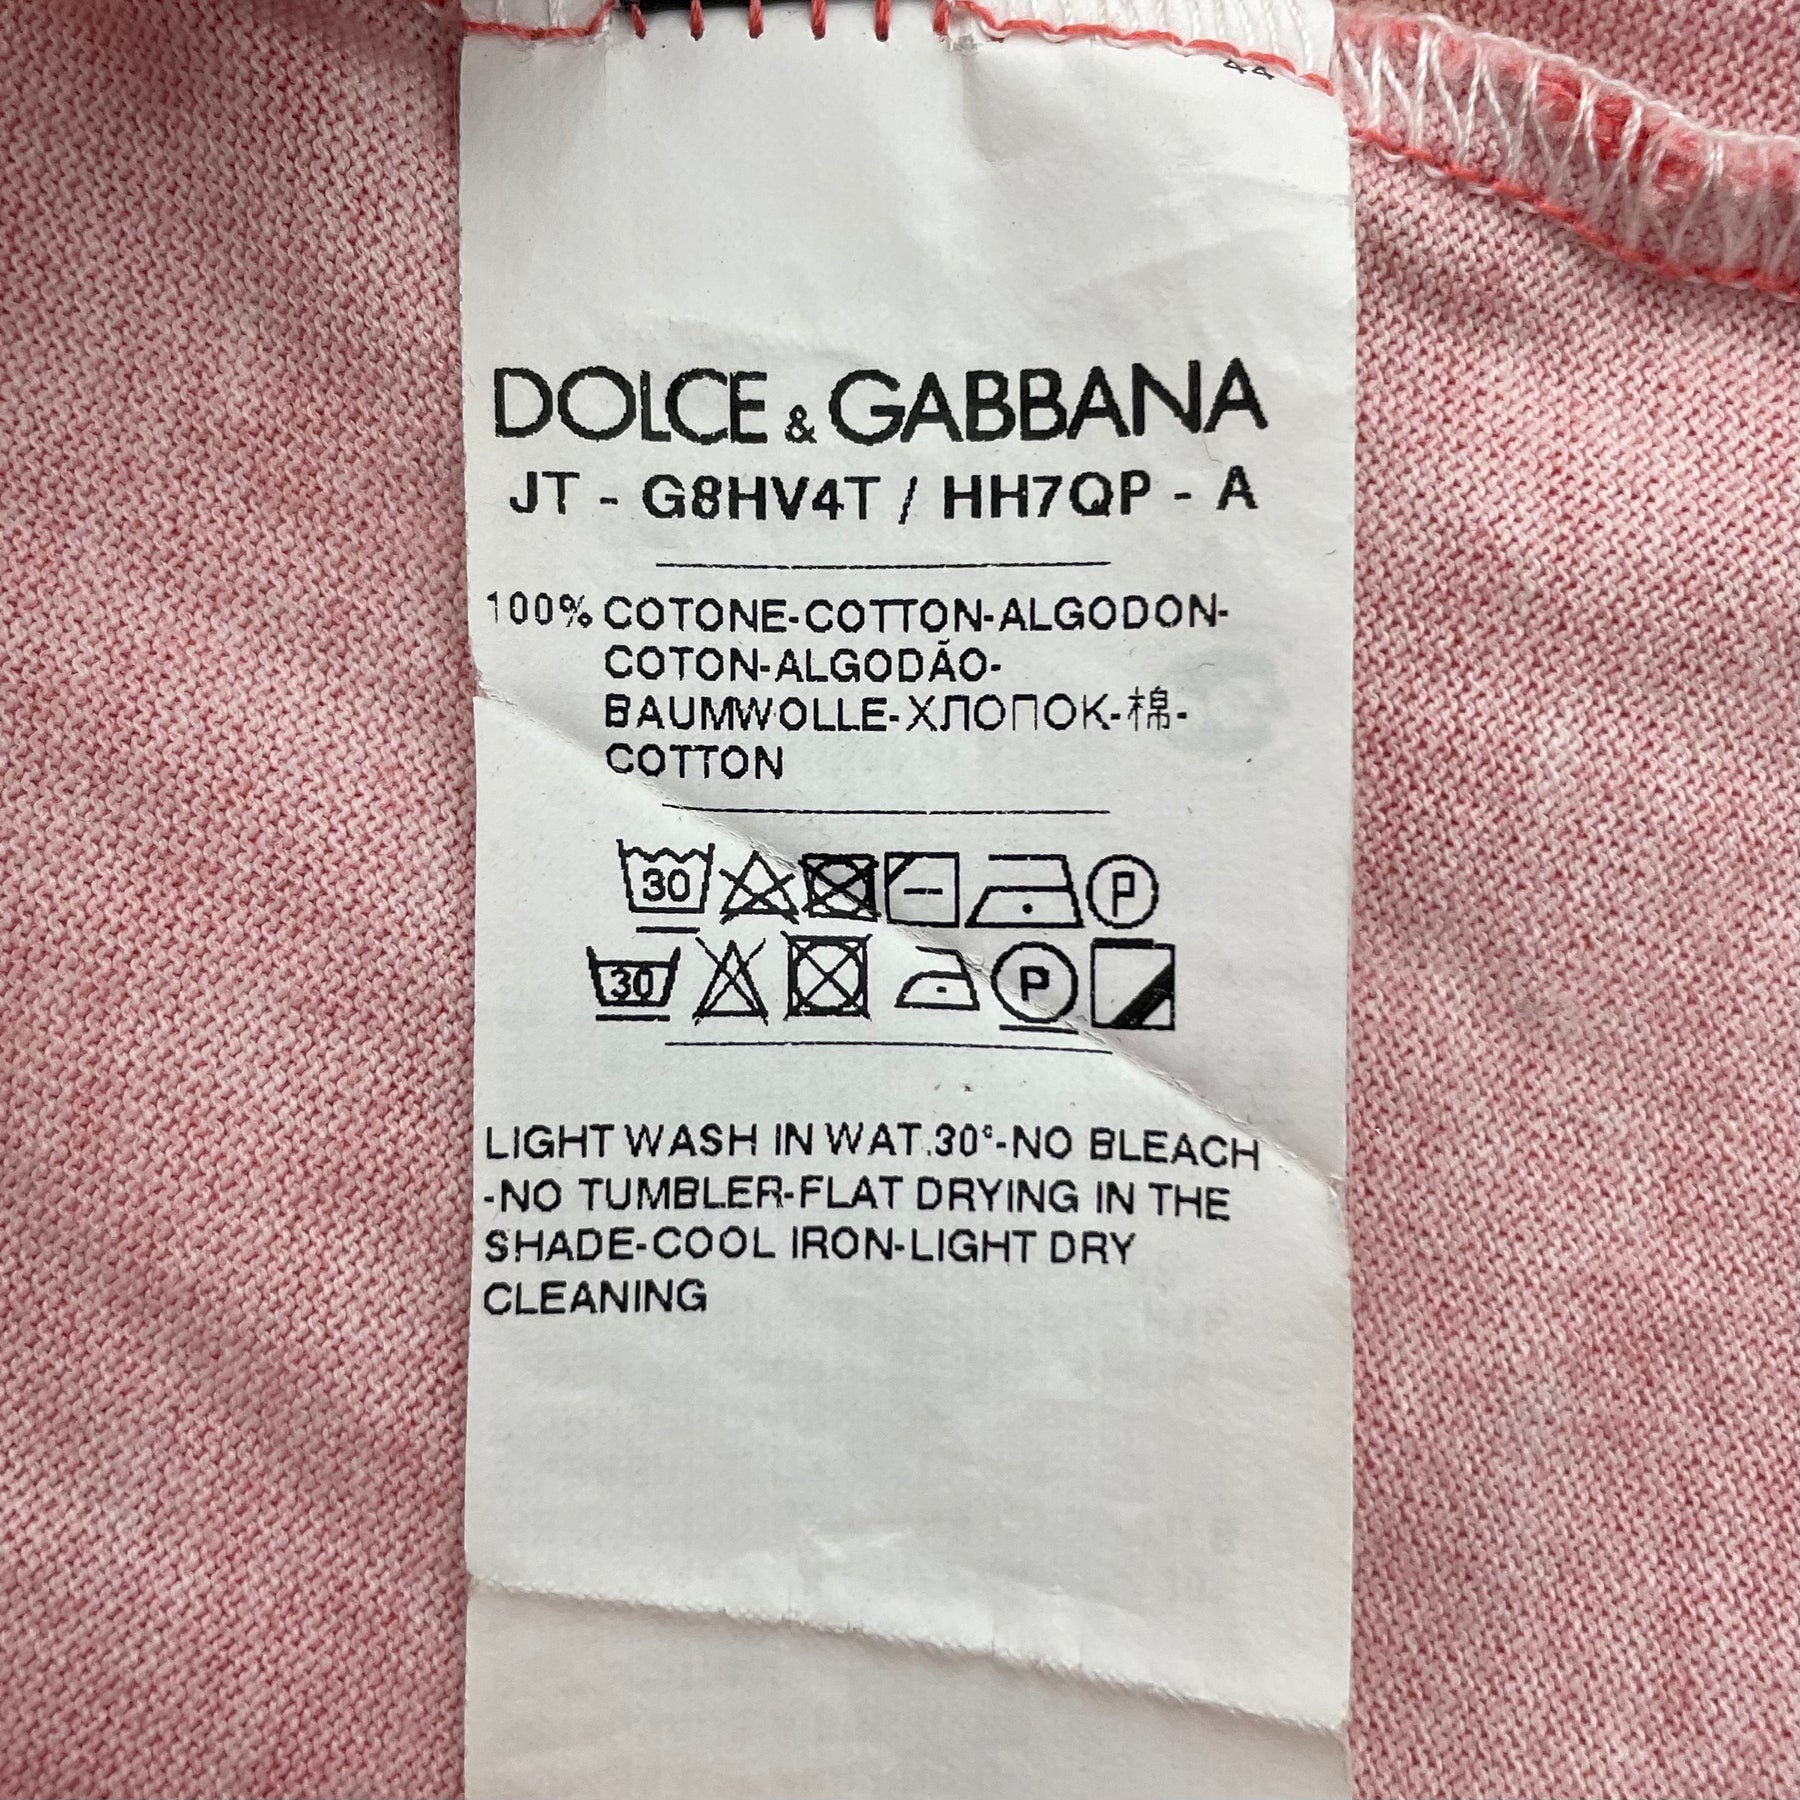 44
DOLCE & GABBANA
JT - G8HV4T / HH7QP - A
100% COTONE-COTTON-ALGODON-
COTON-ALGODÃO-
BAUMWOLLE-ХЛОПОК-棉-
COTTON
30 P
30 P
LIGHT WASH IN WAT.30°-NO BLEACH
-NO TUMBLER-FLAT DRYING IN THE
SHADE-COOL IRON-LIGHT DRY
CLEANING